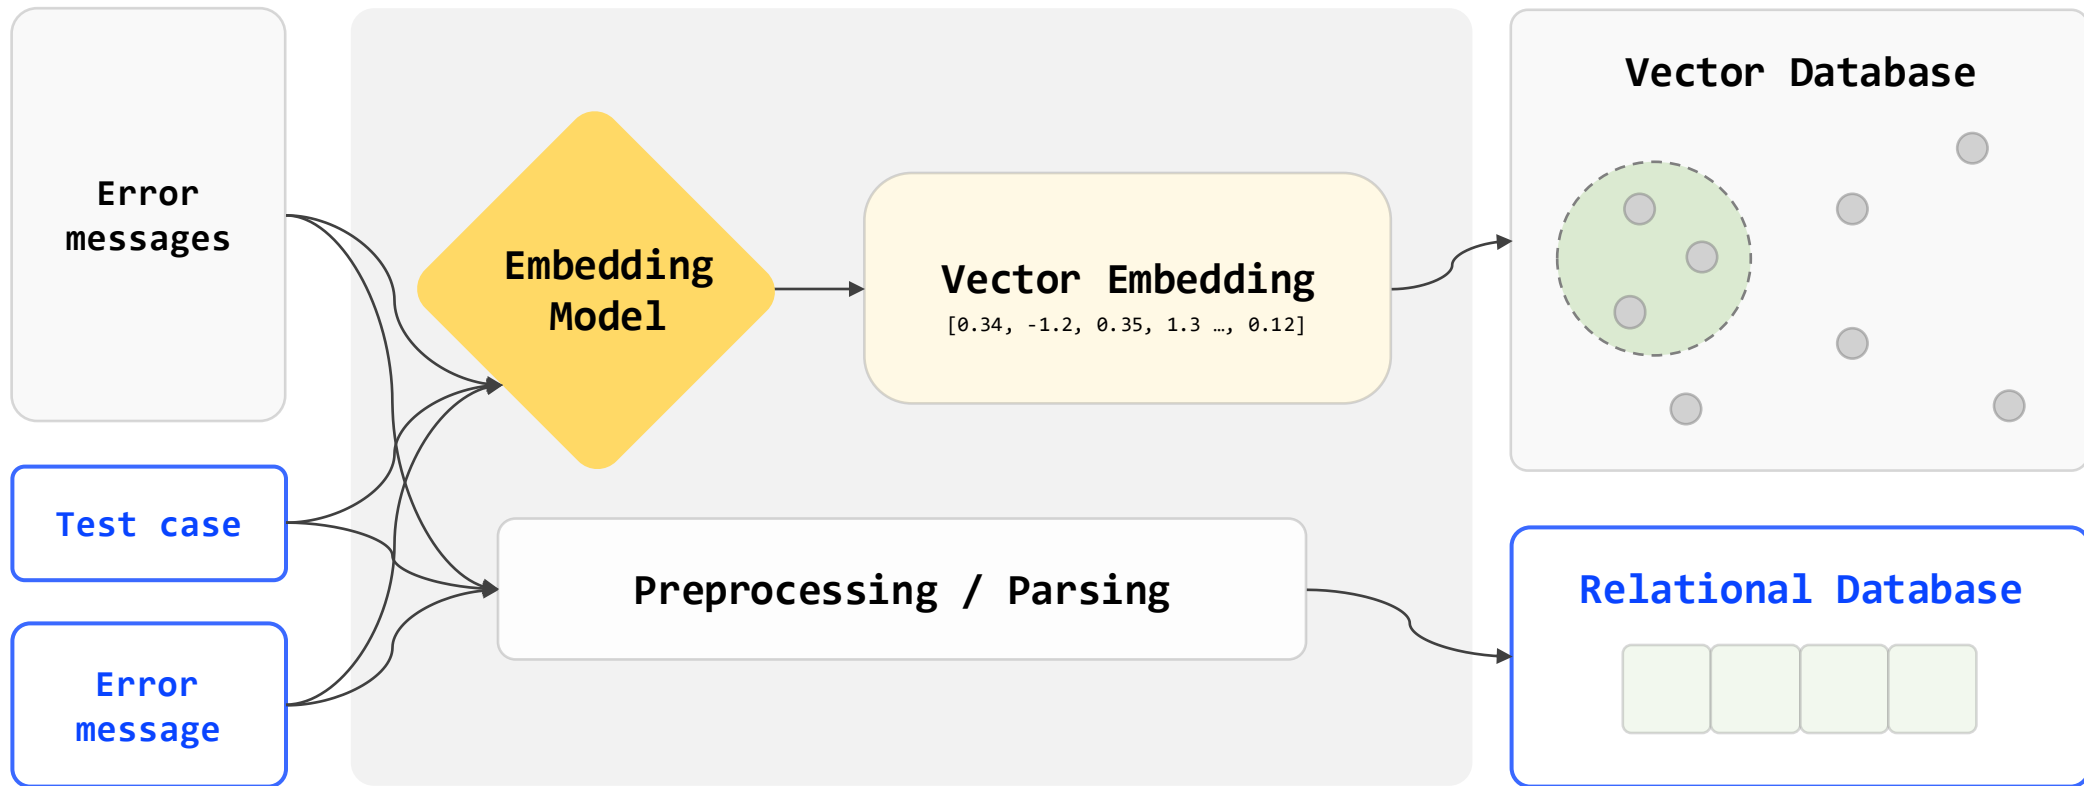 Error
messages
Test case
Error
message
Embedding
Model
Vector Embedding
[0.34, -1.2, 0.35, 1.3 …, 0.12]
Preprocessing / Parsing
Vector Database
Relational Database